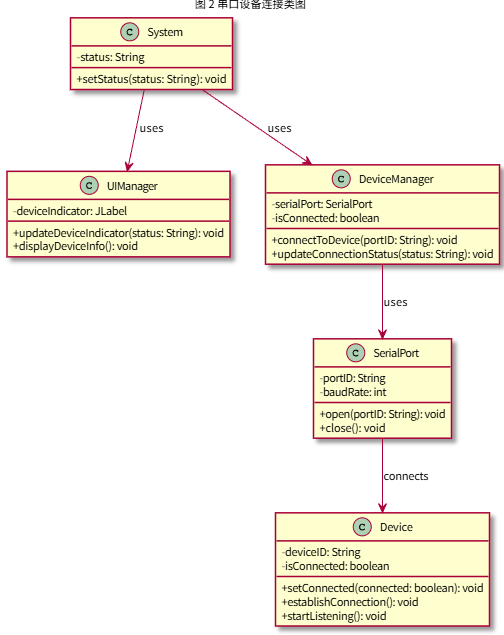 图 2 串口设备连接类图
C System
-status: String
+setStatus(status: String): void
uses
uses
C UIManager
-deviceIndicator: JLabel
+updateDeviceIndicator(status: String): void
+displayDeviceInfo(): void
C DeviceManager
-serialPort: SerialPort
-isConnected: boolean
+connectToDevice(portID: String): void
+updateConnectionStatus(status: String): void
uses
C SerialPort
-portID: String
-baudRate: int
+open(portID: String): void
+close(): void
connects
C Device
-deviceID: String
-isConnected: boolean
+setConnected(connected: boolean): void
+establishConnection(): void
+startListening(): void